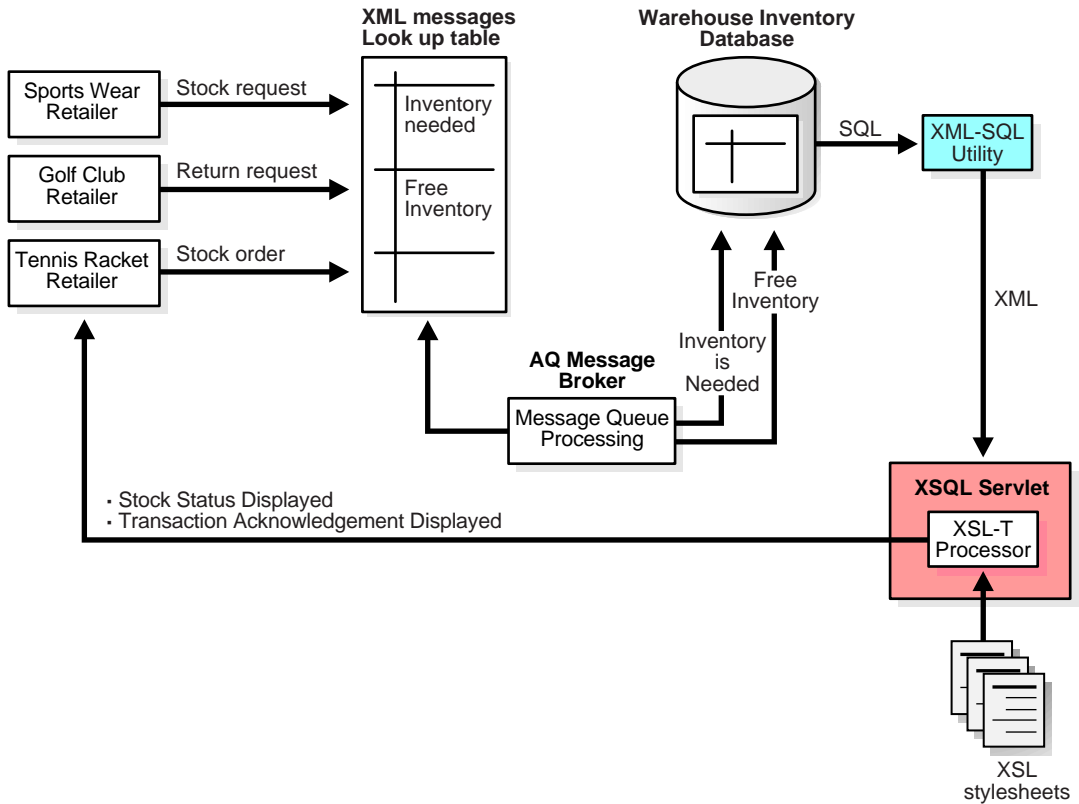 XML messages
Look up table
Warehouse Inventory
Database
Sports Wear
Retailer
Stock request
Inventory
needed
SQL
XML-SQL
Utility
Golf Club
Retailer
Return request
Free
Inventory
Tennis Racket
Retailer
Stock order
Free
Inventory
XML
Inventory
is
Needed
AQ Message
Broker
Message Queue
Processing
· Stock Status Displayed
· Transaction Acknowledgement Displayed
XSQL Servlet
XSL-T
Processor
XSL
stylesheets